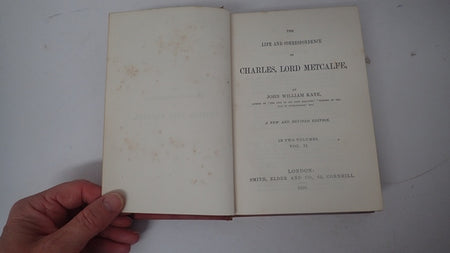 THE
LIFE AND CORRESPONDENCE
OF
CHARLES, LORD METCALFE,
BY
JOHN WILLIAM KAYE,
A NEW AND REVISED EDITION.
IN TWO VOLUMES.
VOL. II.
LONDON:
SMITH, ELDER AND CO., 65, CORNHILL.